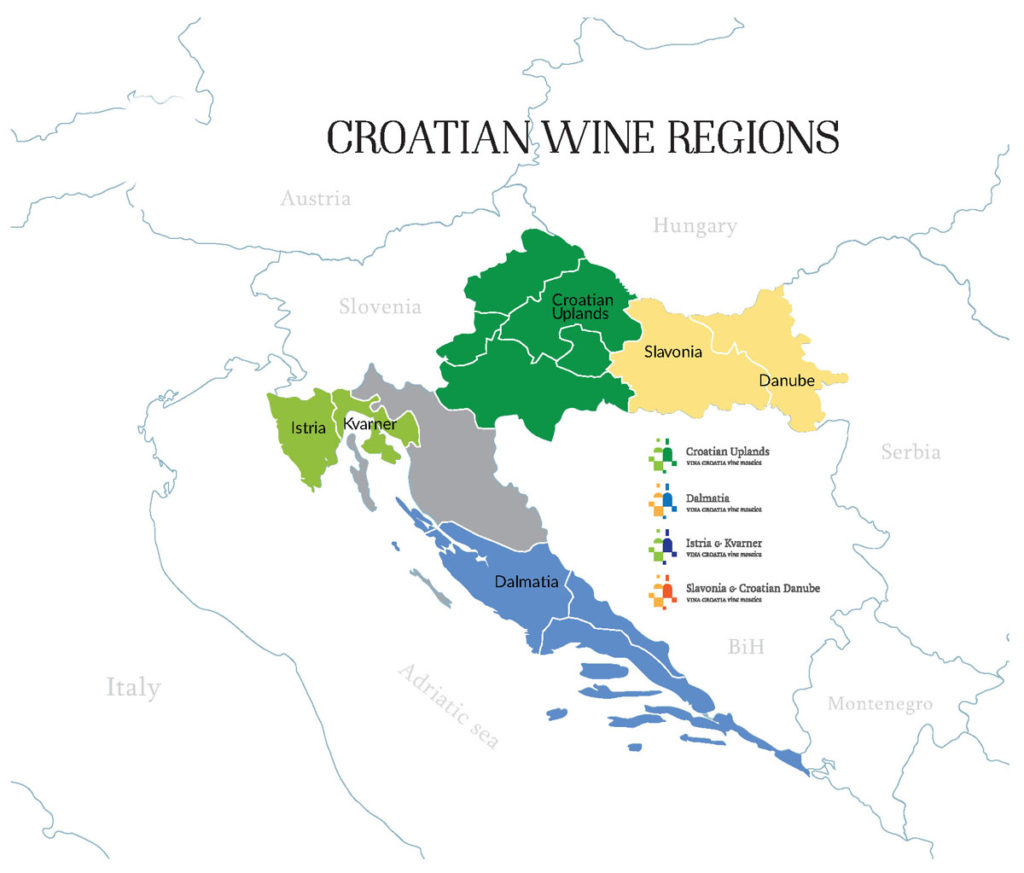 CROATIAN WINE REGIONS
Austria
Hungary
Slovenia
Croatian
Uplands
Slavonia
Danube
Istria
Kvarner
Serbia
Croatian Uplands
VINA CROATIA vina mosaica
Dalmatia
VINA CROATIA vina mosaica
Istria & Kvarner
VINA CROATIA vina mosaica
Slavonia & Croatian Danube
VINA CROATIA vina mosaica
Dalmatia
BiH
Italy
Adriatic sea
Montenegro